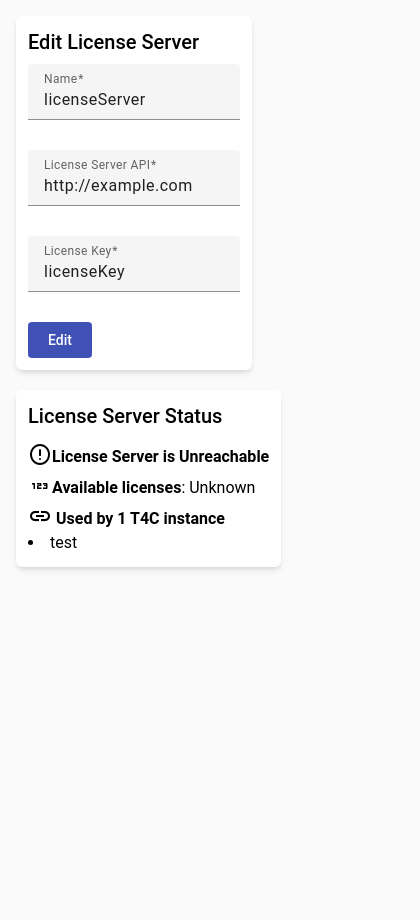 Edit License Server
Name*
licenseServer
License Server API*
http://example.com
License Key*
licenseKey
Edit
License Server Status
License Server is Unreachable
123 Available licenses: Unknown
Used by 1 T4C instance
• test